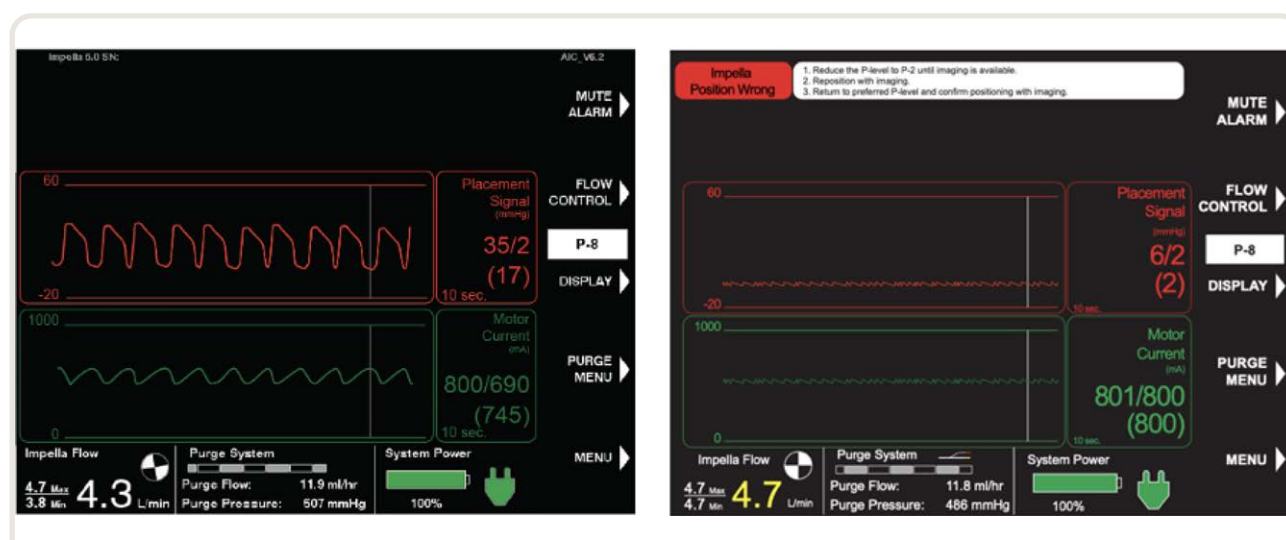 Impella 5.0 SN:
AIC_V6.2
MUTE
ALARM
60
-20
Placement
Signal
(mmHg)
35/2
(17)
10 sec.
FLOW
CONTROL
P-8
DISPLAY
1000
0
Motor
Current
(mA)
800/690
(745)
10 sec.
PURGE
MENU
Impella Flow
4.7 Max
3.8 Min
4.3 L/min
Purge System
Purge Flow: 11.9 ml/hr
Purge Pressure: 507 mmHg
System Power
100%
MENU
Impella
Position Wrong
1. Reduce the P-level to P-2 until imaging is available.
2. Reposition with imaging.
3. Return to preferred P-level and confirm positioning with imaging.
MUTE
ALARM
60
-20
Placement
Signal
(mmHg)
6/2
(2)
10 sec.
FLOW
CONTROL
P-8
DISPLAY
1000
0
Motor
Current
(mA)
801/800
(800)
10 sec.
PURGE
MENU
Impella Flow
4.7 Max
4.7 Min
4.7 L/min
Purge System
Purge Flow: 11.8 ml/hr
Purge Pressure: 486 mmHg
System Power
100%
MENU